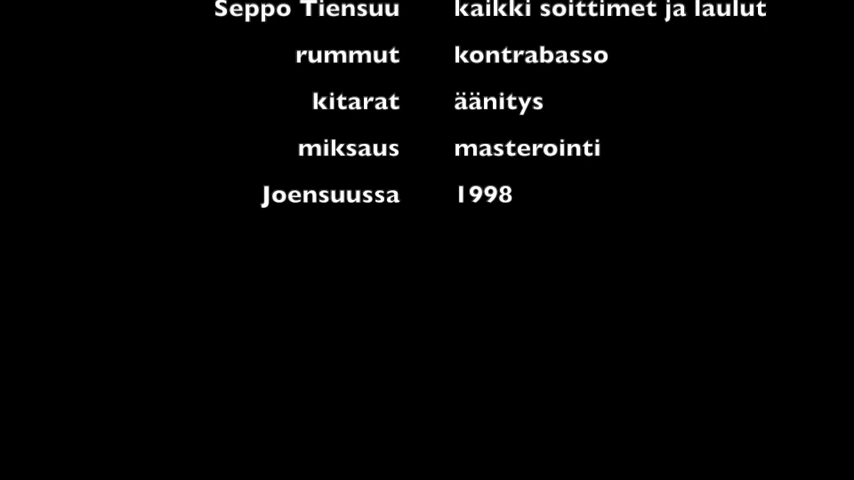 Seppo Tiensuu kaikki soittimet ja laulut
rummut kontrabasso
kitarat äänitys
miksaus masterointi
Joensuussa 1998